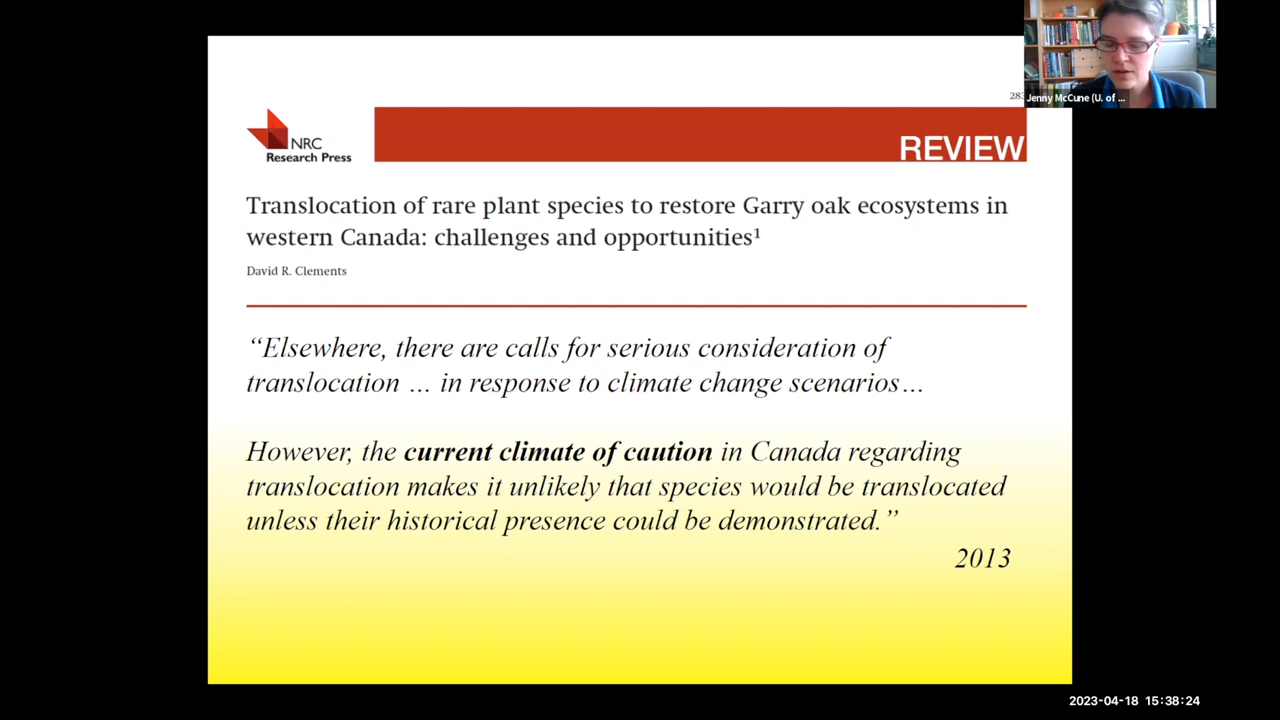 283
Jenny McCune (U. of ...
NRC
Research Press
REVIEW
Translocation of rare plant species to restore Garry oak ecosystems in
western Canada: challenges and opportunities¹
David R. Clements
“Elsewhere, there are calls for serious consideration of
translocation … in response to climate change scenarios…
However, the current climate of caution in Canada regarding
translocation makes it unlikely that species would be translocated
unless their historical presence could be demonstrated.”
2013
2023-04-18 15:38:24